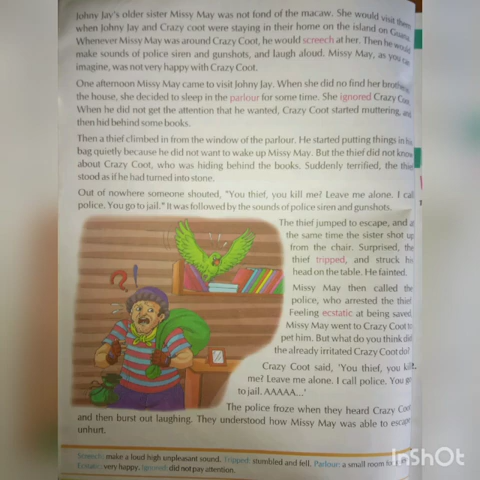 Johny Jay's older sister Missy May was not fond of the macaw. She would visit them
when Johny Jay and Crazy coot were staying in their home on the island on Guana
Whenever Missy May was around Crazy Coot, he would screech at her. Then he would
make sounds of police siren and gunshots, and laugh aloud. Missy May, as you can
imagine, was not very happy with Crazy Coot.
One afternoon Missy May came to visit Johny Jay. When she did no find her brother
the house, she decided to sleep in the parlour for some time. She ignored Crazy Coot.
When he did not get the attention that he wanted, Crazy Coot started muttering, and
then hid behind some books.
Then a thief climbed in from the window of the parlour. He started putting things in his
bag quietly because he did not want to wake up Missy May. But the thief did not know
about Crazy Coot, who was hiding behind the books. Suddenly terrified, the thief
stood as if he had turned into stone.
Out of nowhere someone shouted, "You thief, you kill me? Leave me alone. I call
police. You go to jail." It was followed by the sounds of police siren and gunshots.
The thief jumped to escape, and a
the same time the sister shot up
from the chair. Surprised, the
thief tripped, and struck his
head on the table. He fainted.
Missy May then called the
police, who arrested the thief
Feeling ecstatic at being saved
Missy May went to Crazy Coot to
pet him. But what do you think did
the already irritated Crazy Coot do?
Crazy Coot said, 'You thief, you kill
me? Leave me alone. I call police. You go
to jail. AAAAA...'
The police froze when they heard Crazy Coot
and then burst out laughing. They understood how Missy May was able to escape
unhurt.
Screech: make a loud high unpleasant sound. Tripped: stumbled and fell. Parlour: a small room for
Ecstatic: very happy. Ignored: did not pay attention.
?!
InShOt